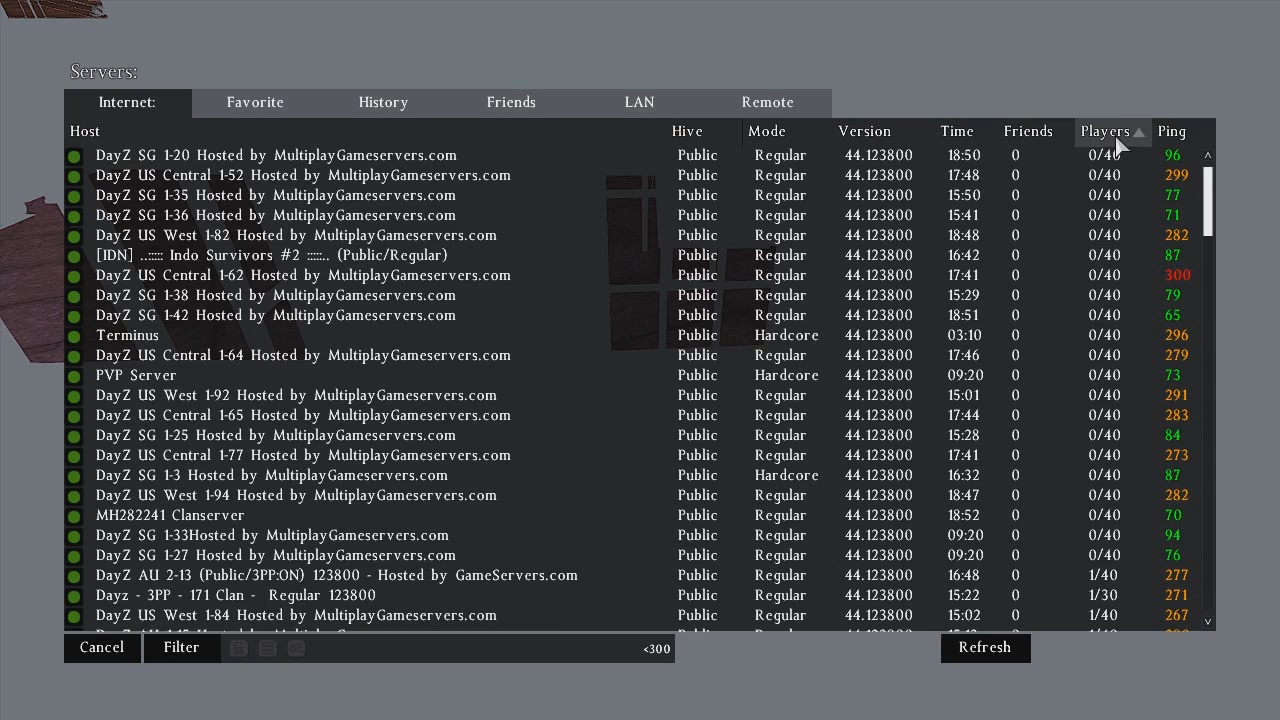 Servers:
Internet: Favorite History Friends LAN Remote
Host Hive Mode Version Time Friends Players Ping
DayZ SG 1-20 Hosted by MultiplayGameservers.com Public Regular 44.123800 18:50 0 0/40 96
DayZ US Central 1-52 Hosted by MultiplayGameservers.com Public Regular 44.123800 17:48 0 0/40 299
DayZ SG 1-35 Hosted by MultiplayGameservers.com Public Regular 44.123800 15:50 0 0/40 77
DayZ SG 1-36 Hosted by MultiplayGameservers.com Public Regular 44.123800 15:41 0 0/40 71
DayZ US West 1-82 Hosted by MultiplayGameservers.com Public Regular 44.123800 18:48 0 0/40 282
[IDN] ..::::: Indo Survivors #2 :::::.. (Public/Regular) Public Regular 44.123800 16:42 0 0/40 87
DayZ US Central 1-62 Hosted by MultiplayGameservers.com Public Regular 44.123800 17:41 0 0/40 300
DayZ SG 1-38 Hosted by MultiplayGameservers.com Public Regular 44.123800 15:29 0 0/40 79
DayZ SG 1-42 Hosted by MultiplayGameservers.com Public Regular 44.123800 18:51 0 0/40 65
Terminus Public Hardcore 44.123800 03:10 0 0/40 296
DayZ US Central 1-64 Hosted by MultiplayGameservers.com Public Regular 44.123800 17:46 0 0/40 279
PVP Server Public Hardcore 44.123800 09:20 0 0/40 73
DayZ US West 1-92 Hosted by MultiplayGameservers.com Public Regular 44.123800 15:01 0 0/40 291
DayZ US Central 1-65 Hosted by MultiplayGameservers.com Public Regular 44.123800 17:44 0 0/40 283
DayZ SG 1-25 Hosted by MultiplayGameservers.com Public Regular 44.123800 15:28 0 0/40 84
DayZ US Central 1-77 Hosted by MultiplayGameservers.com Public Regular 44.123800 17:41 0 0/40 273
DayZ SG 1-3 Hosted by MultiplayGameservers.com Public Hardcore 44.123800 16:32 0 0/40 87
DayZ US West 1-94 Hosted by MultiplayGameservers.com Public Regular 44.123800 18:47 0 0/40 282
MH282241 Clanserver Public Regular 44.123800 18:52 0 0/40 70
DayZ SG 1-33Hosted by MultiplayGameservers.com Public Regular 44.123800 09:20 0 0/40 94
DayZ SG 1-27 Hosted by MultiplayGameservers.com Public Regular 44.123800 09:20 0 0/40 76
DayZ AU 2-13 (Public/3PP:ON) 123800 - Hosted by GameServers.com Public Regular 44.123800 16:48 0 1/40 277
Dayz - 3PP - 171 Clan - Regular 123800 Public Regular 44.123800 15:22 0 1/30 271
DayZ US West 1-84 Hosted by MultiplayGameservers.com Public Regular 44.123800 15:02 0 1/40 267
Cancel Filter <300 Refresh